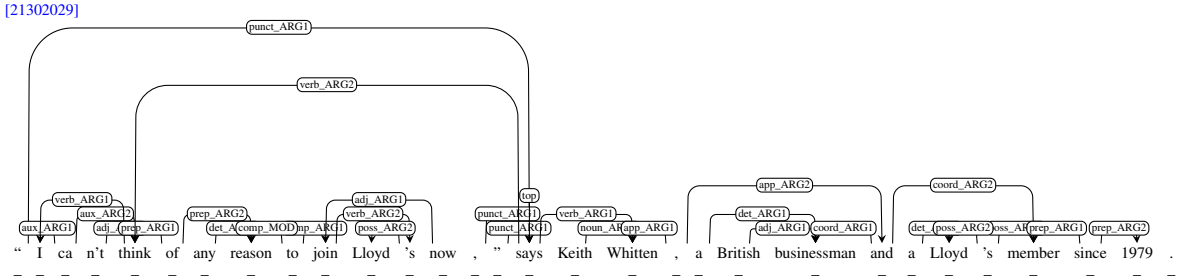 [21302029]
punct_ARG1
verb_ARG2
top
app_ARG2 coord_ARG2
verb_ARG1 adj_ARG1
aux_ARG2 prep_ARG2 verb_ARG2 punct_ARG1 verb_ARG1 det_ARG1
aux_ARG1 prep_ARG1 comp_MOD poss_ARG2 punct_ARG1 app_ARG1 adj_ARG1 coord_ARG1 poss_ARG2 prep_ARG1 prep_ARG2
“ I ca n't think of any reason to join Lloyd 's now , ” says Keith Whitten , a British businessman and a Lloyd 's member since 1979 .
_ _ _ _ _ _ _ _ _ _ _ _ _ _ _ _ _ _ _ _ _ _ _ _ _ _ _ _ _ _ _